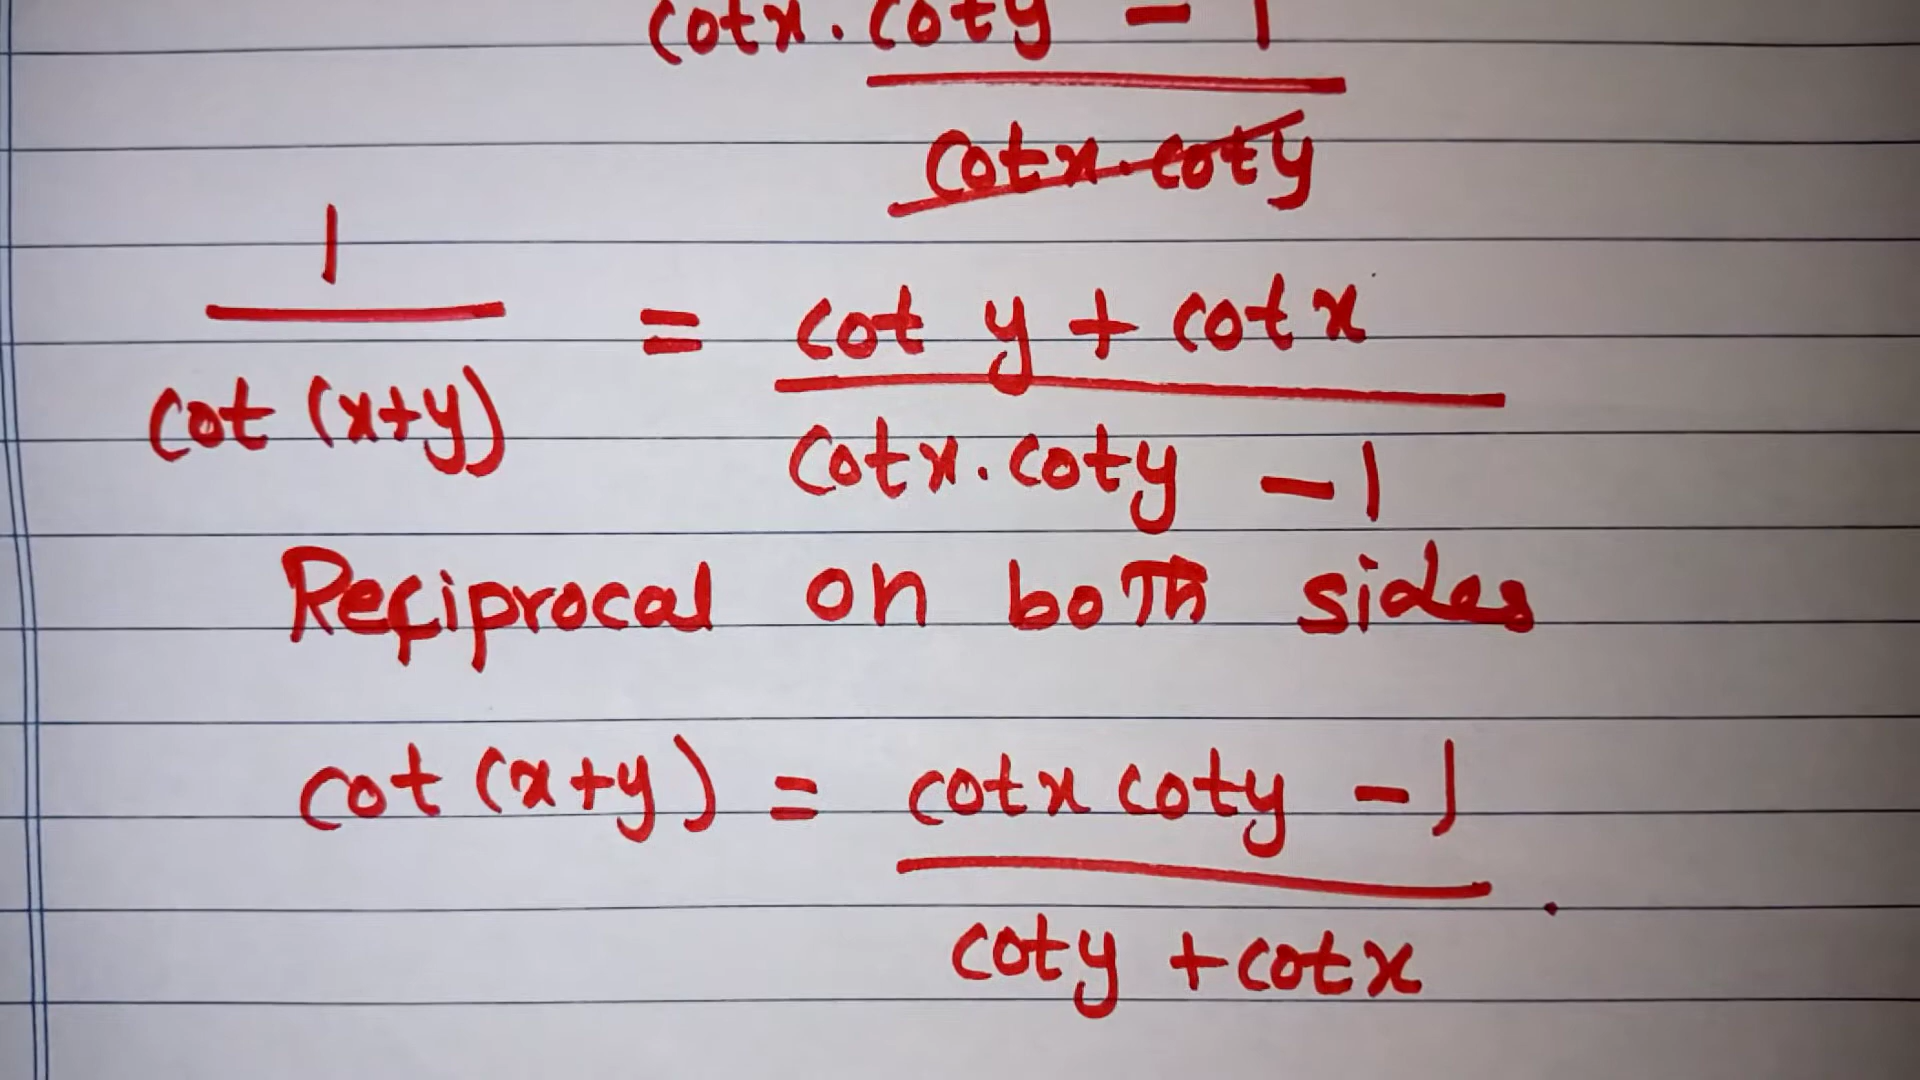 cotx. coty - 1
cotx. coty
1 / cot (x+y) = cot y + cot x / cotx. coty - 1
Reciprocal on both sides
cot (x+y) = cotx coty - 1 / coty + cotx .